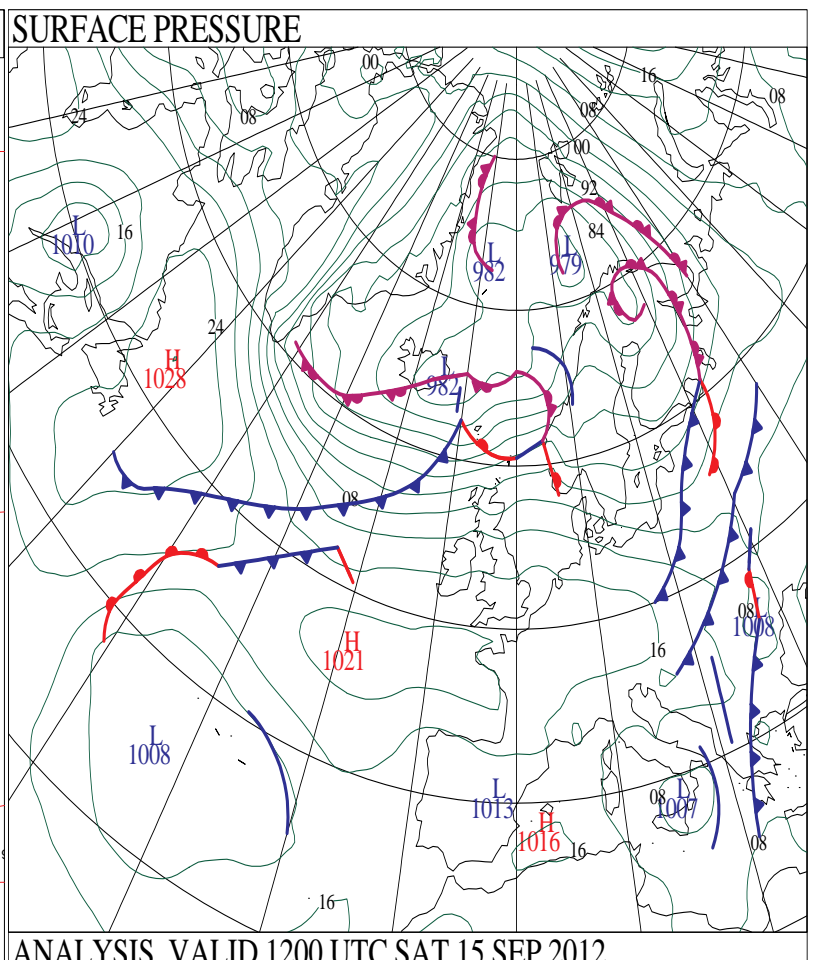 SURFACE PRESSURE
00
16
24
08
08
08
00
92
L
1010
16
84
L
982
L
979
24
H
1028
L
982
08
08
L
1008
H
1021
16
L
1008
L
1013
08
L
1007
H
1016
16
08
16
ANALYSIS VALID 1200 UTC SAT 15 SEP 2012